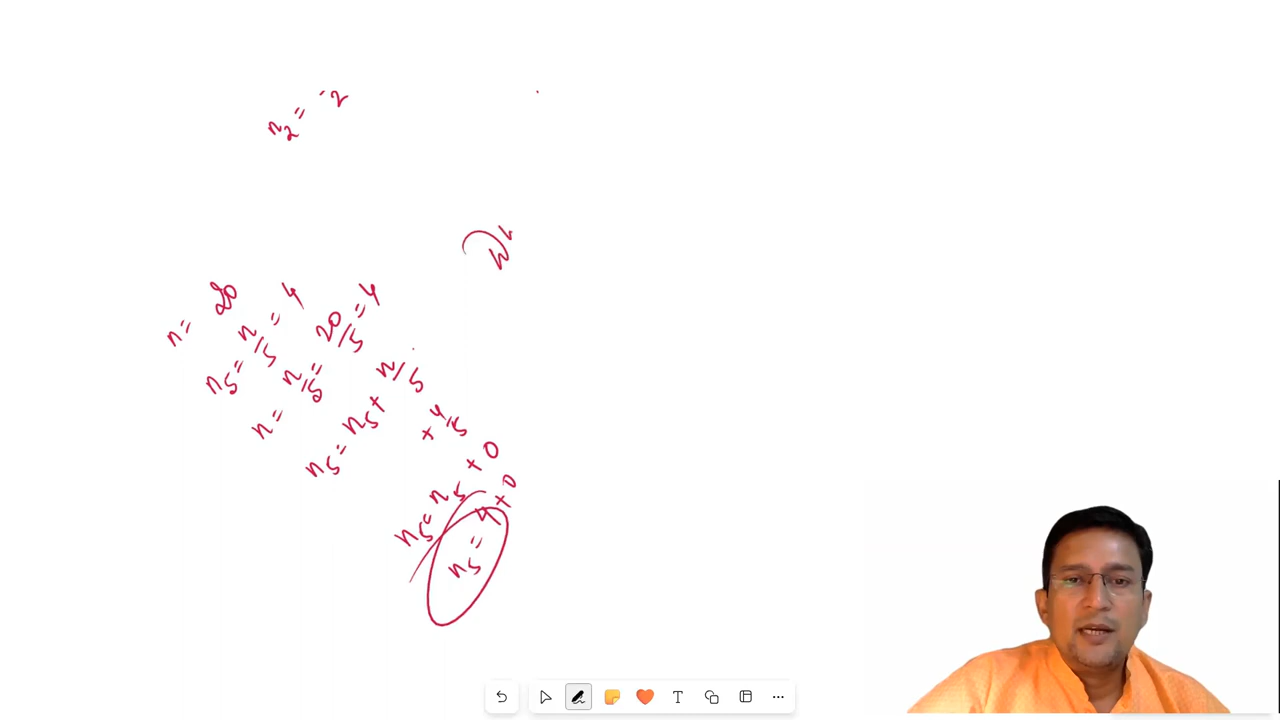 n₂ = -2
n = 20
n₅ = n/5 = 4
n/5 = 20/5 = 4
n =
n₅ = n₅ + n/5
+ 4/5
n₅ = n₅ + 0
n₅ = 4 + 0
T